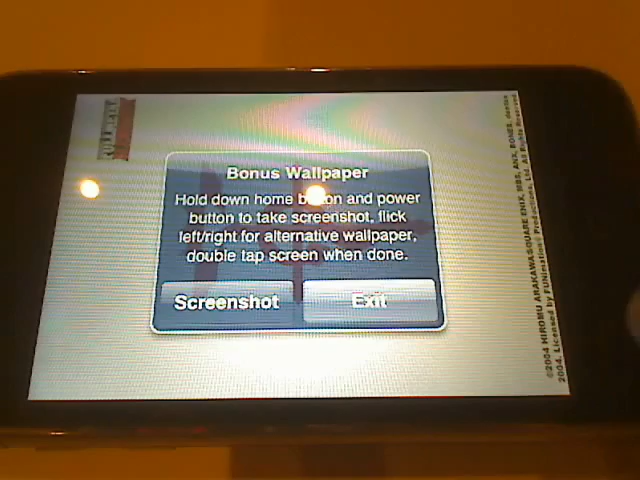 Bonus Wallpaper
Hold down home button and power
button to take screenshot, flick
left/right for alternative wallpaper,
double tap screen when done.
Screenshot
Exit
©2004 HIROMU ARAKAWA/SQUARE ENIX, MBS, ANX, BONES, dentsu
2004. Licensed by FUNimation® Productions, Ltd. All Rights Reserved.